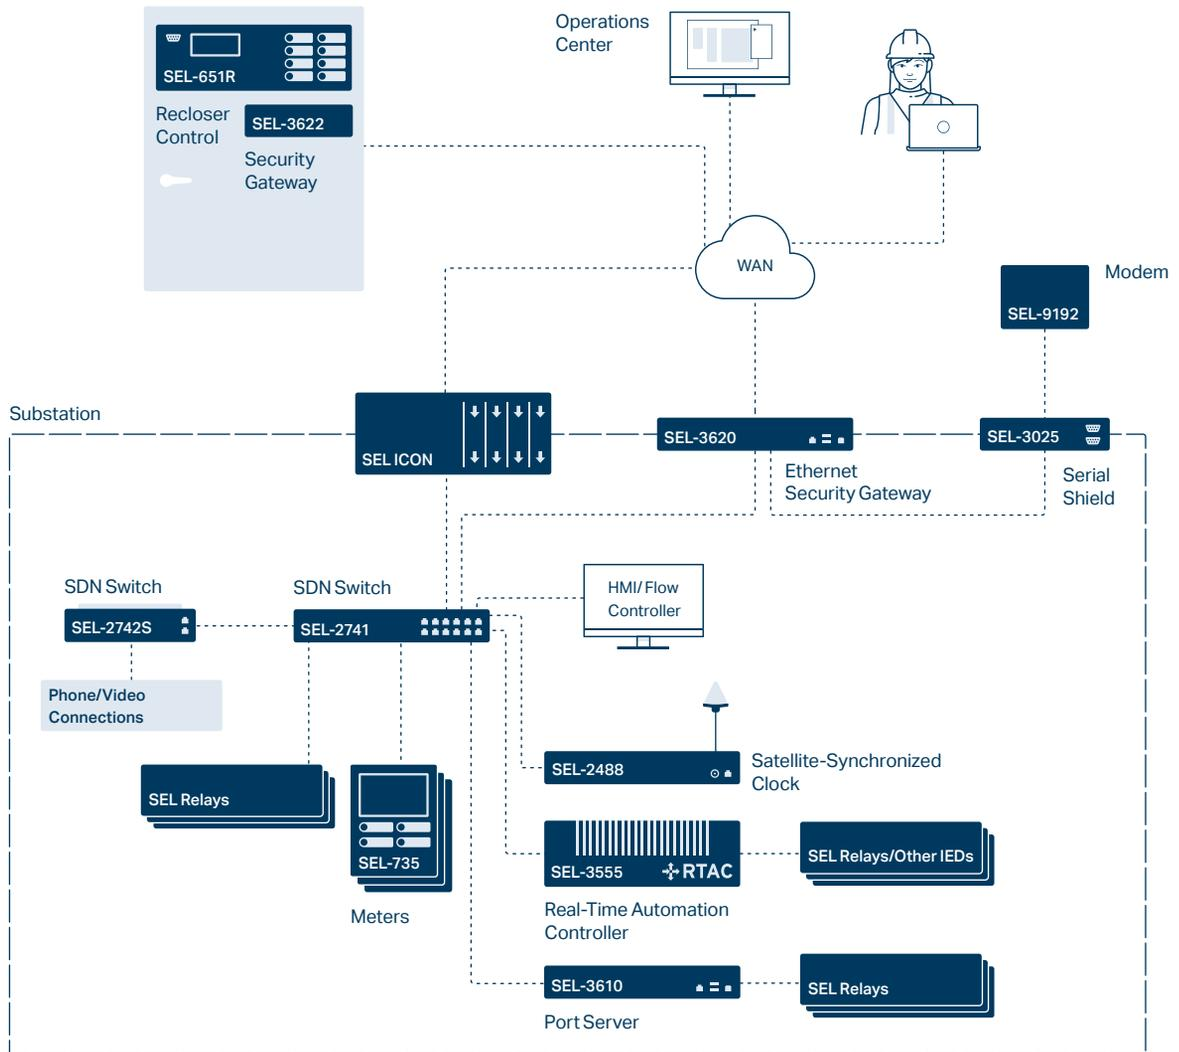 SEL-651R
Recloser
Control
SEL-3622
Security
Gateway
Operations
Center
WAN
Modem
SEL-9192
Substation
SEL ICON
SEL-3620
Ethernet
Security Gateway
SEL-3025
Serial
Shield
SDN Switch
SEL-2742S
Phone/Video
Connections
SDN Switch
SEL-2741
HMI/Flow
Controller
SEL Relays
SEL-735
Meters
SEL-2488
Satellite-Synchronized
Clock
SEL-3555
RTAC
Real-Time Automation
Controller
SEL Relays/Other IEDs
SEL-3610
Port Server
SEL Relays